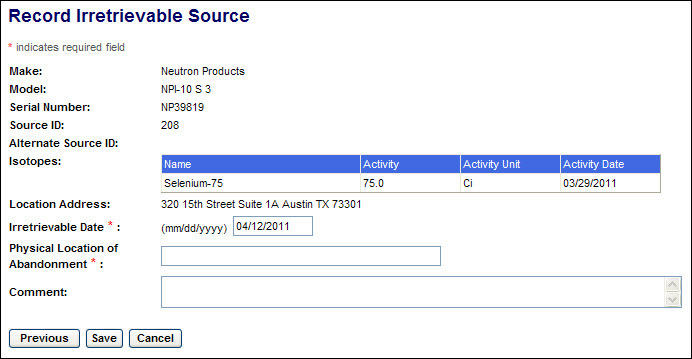 Record Irretrievable Source
* indicates required field
Make: Neutron Products
Model: NPI-10 S 3
Serial Number: NP39819
Source ID: 208
Alternate Source ID:
Isotopes:
Name Activity Activity Unit Activity Date
Selenium-75 75.0 Ci 03/29/2011
Location Address: 320 15th Street Suite 1A Austin TX 73301
Irretrievable Date * : (mm/dd/yyyy) 04/12/2011
Physical Location of
Abandonment * :
Comment:
Previous Save Cancel